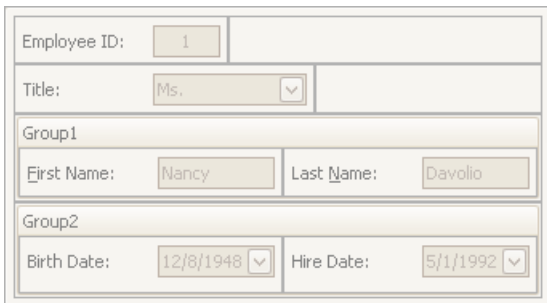 Employee ID: 1
Title: Ms.
Group1
First Name: Nancy Last Name: Davolio
Group2
Birth Date: 12/8/1948 Hire Date: 5/1/1992